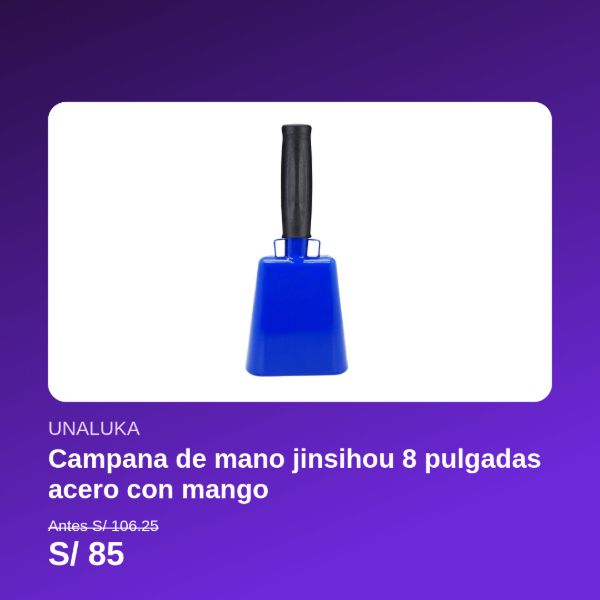 UNALUKA
Campana de mano jinsihou 8 pulgadas
acero con mango
Antes S/ 106.25
S/ 85